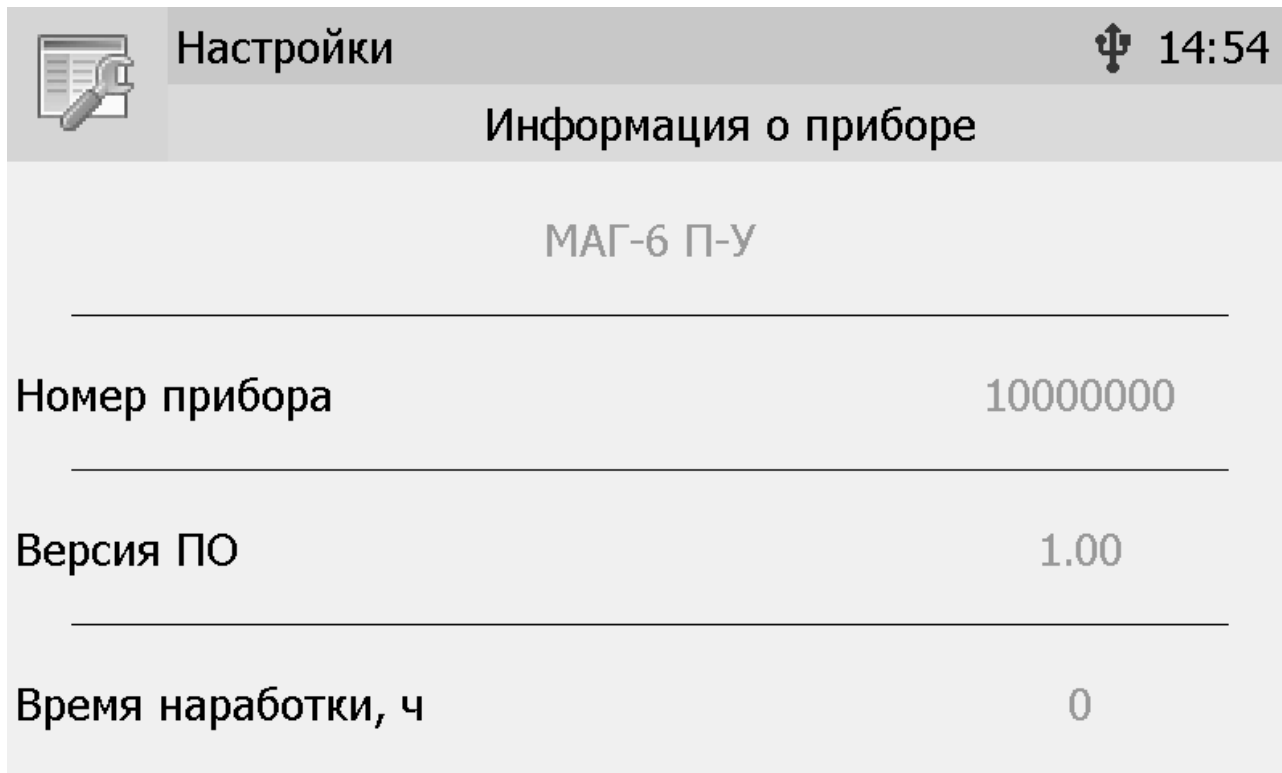 Настройки 14:54
Информация о приборе
МАГ-6 П-У
Номер прибора 10000000
Версия ПО 1.00
Время наработки, ч 0